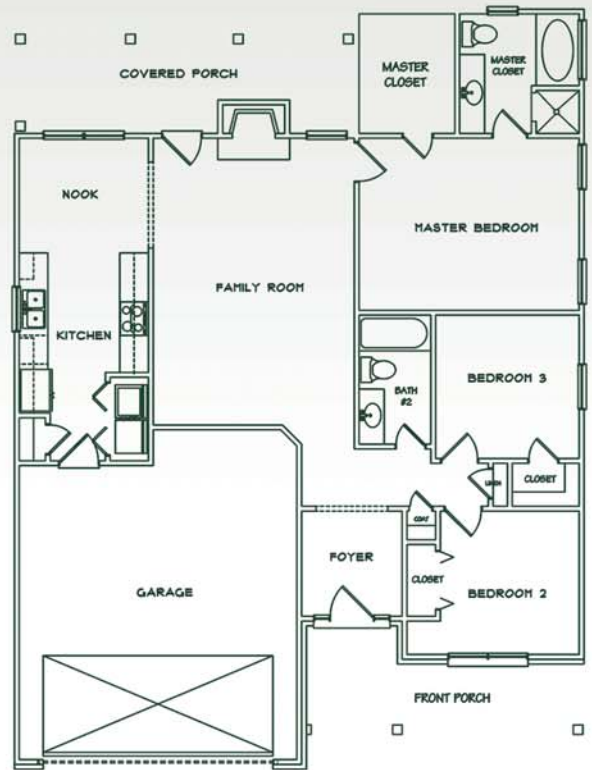 COVERED PORCH
MASTER
CLOSET
MASTER
CLOSET
NOOK
MASTER BEDROOM
FAMILY ROOM
KITCHEN
BATH
#2
BEDROOM 3
LINEN
CLOSET
COAT
FOYER
CLOSET
BEDROOM 2
GARAGE
FRONT PORCH